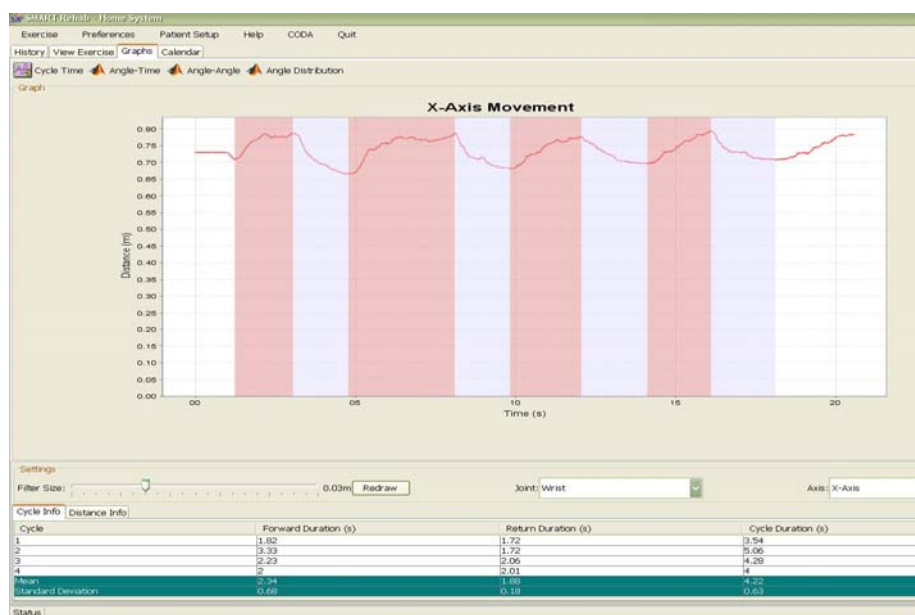 SMART Rehab - Home System
Exercise Preferences Patient Setup Help CODA Quit
History View Exercise Graphs Calendar
Cycle Time Angle-Time Angle-Angle Angle Distribution
Graph
X-Axis Movement
0.80
0.75
0.70
0.65
0.60
0.55
0.50
0.45
0.40
0.35
0.30
0.25
0.20
0.15
0.10
0.05
0.00
Distance (m)
00 05 10 15 20
Time (s)
Settings
Filter Size: 0.03m Redraw Joint: Wrist Axis: X-Axis
Cycle Info Distance Info
Cycle Forward Duration (s) Return Duration (s) Cycle Duration (s)
1 1.82 1.72 3.54
2 3.33 1.72 5.06
3 2.23 2.06 4.28
4 2 2.01 4
Mean 2.34 1.88 4.22
Standard Deviation 0.68 0.18 0.63
Status